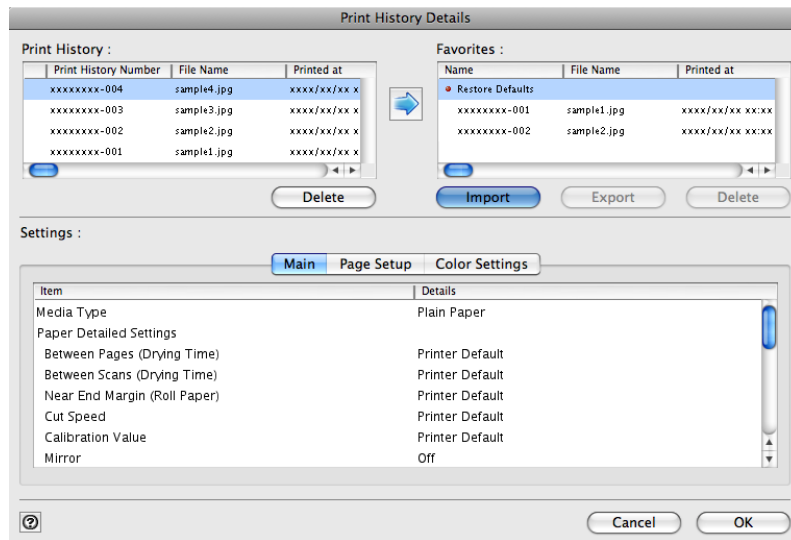 Print History Details
Print History : Favorites :
Print History Number File Name Printed at Name File Name Printed at
xxxxxxxx-004 sample4.jpg xxxx/xx/xx x Restore Defaults
xxxxxxxx-003 sample3.jpg xxxx/xx/xx x xxxxxxxx-001 sample1.jpg xxxx/xx/xx xx:xx
xxxxxxxx-002 sample2.jpg xxxx/xx/xx x xxxxxxxx-002 sample2.jpg xxxx/xx/xx xx:xx
xxxxxxxx-001 sample1.jpg xxxx/xx/xx x
Delete Import Export Delete
Settings :
Main Page Setup Color Settings
Item Details
Media Type Plain Paper
Paper Detailed Settings
Between Pages (Drying Time) Printer Default
Between Scans (Drying Time) Printer Default
Near End Margin (Roll Paper) Printer Default
Cut Speed Printer Default
Calibration Value Printer Default
Mirror Off
? Cancel OK